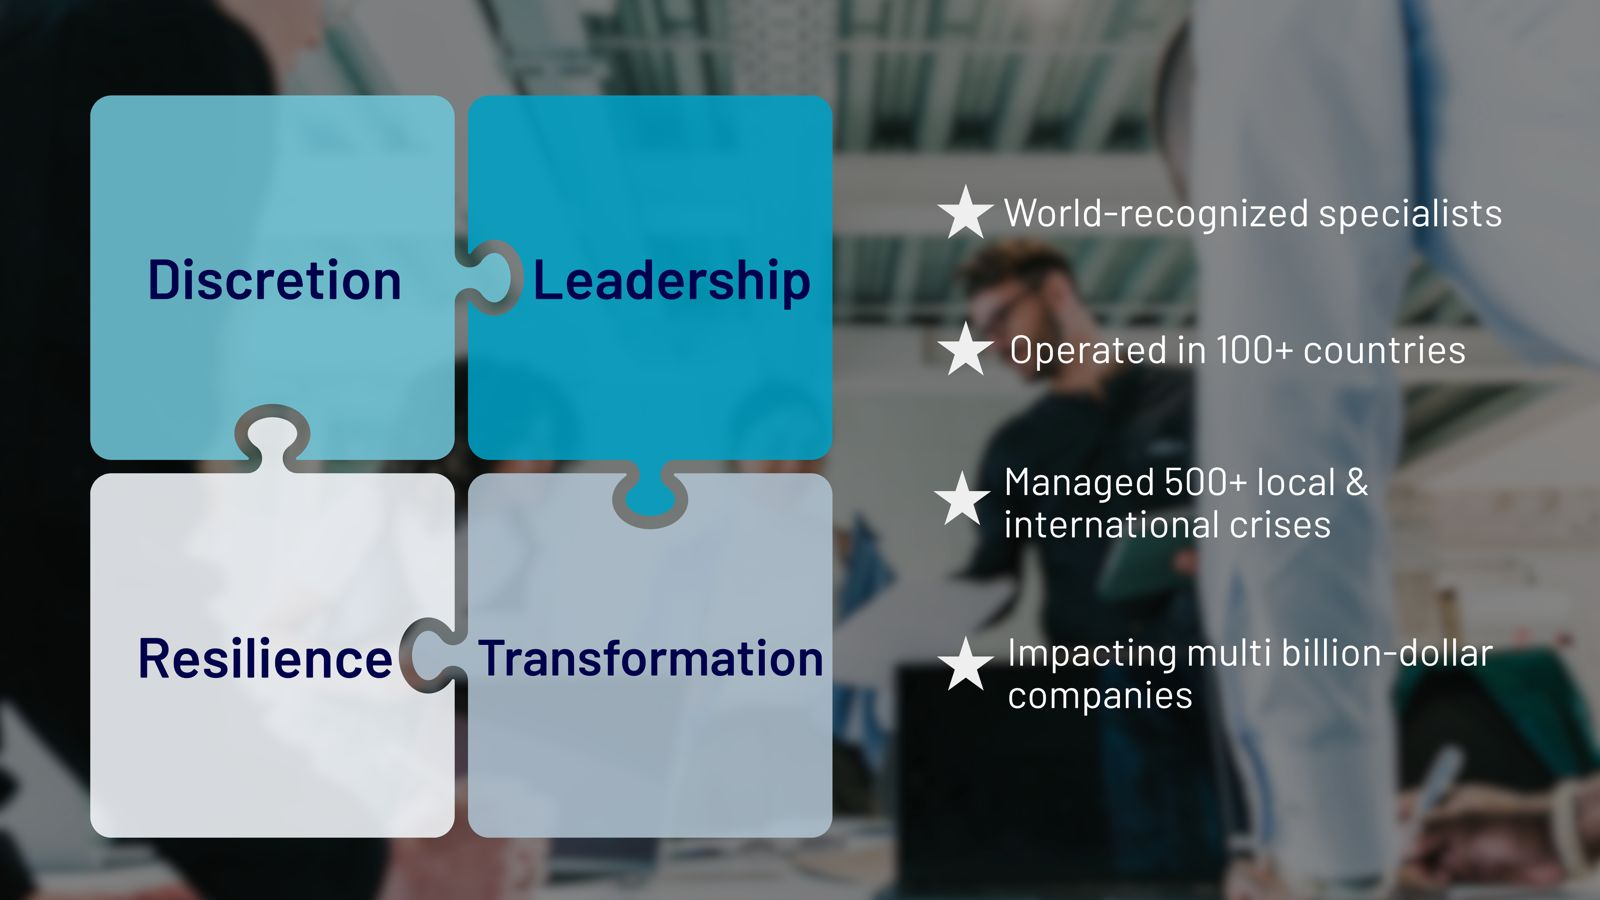 Discretion
Leadership
Resilience
Transformation
World-recognized specialists
Operated in 100+ countries
Managed 500+ local &
international crises
Impacting multi billion-dollar
companies